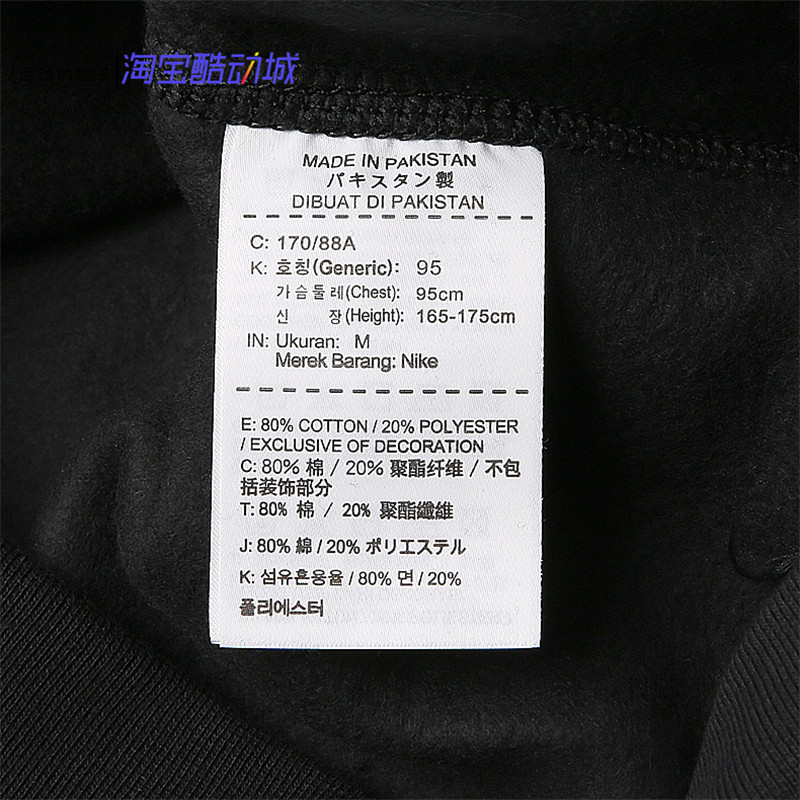 淘宝酷动城
MADE IN PAKISTAN
パキスタン製
DIBUAT DI PAKISTAN
C: 170/88A
K: 호칭(Generic): 95
가슴둘레(Chest): 95cm
신 장(Height): 165-175cm
IN: Ukuran: M
Merek Barang: Nike
E: 80% COTTON / 20% POLYESTER
/ EXCLUSIVE OF DECORATION
C: 80% 棉 / 20% 聚酯纤维 / 不包
括装饰部分
T: 80% 棉 / 20% 聚酯纖維
J: 80% 綿 / 20% ポリエステル
K: 섬유혼용율 / 80% 면 / 20%
폴리에스터